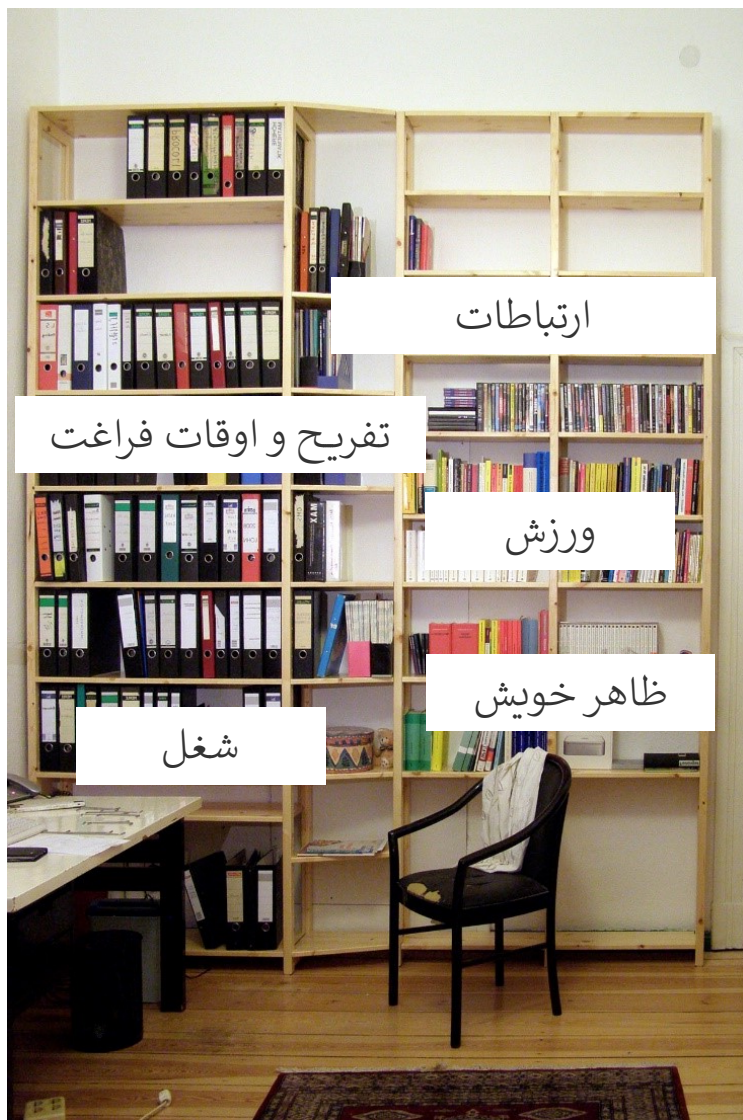 ارتباطات
تفریح و اوقات فراغت
ورزش
ظاهر خویش
شغل